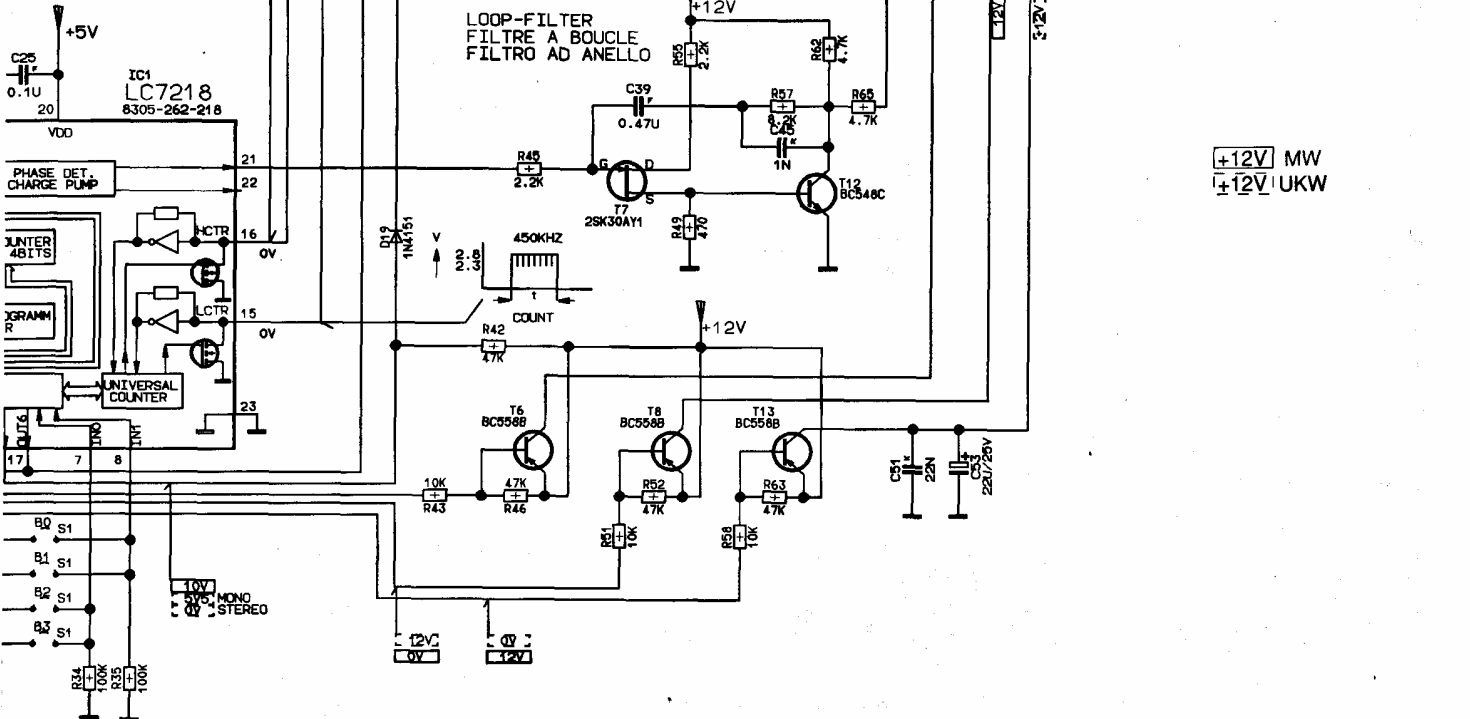 +5V
C25
0.1U
20
IC1
LC7218
8305-262-218
VDD
PHASE DET.
CHARGE PUMP
21
22
HCTR
16
0V
4BITS
LCTR
15
0V
UNIVERSAL
COUNTER
23
OUT6
IN0
IN1
17
7
8
B0 S1
B1 S1
B2 S1
B3 S1
R34
100K
R35
100K
10V
5V5 MONO
0V STEREO
LOOP-FILTER
FILTRE A BOUCLE
FILTRO AD ANELLO
+12V
R55
2.2K
R62
4.7K
C39
0.47U
R57
8.2K
R65
4.7K
C45
1N
R45
2.2K
G
D
S
T7
2SK30AY1
T12
BC548C
R49
470
D19
1N4151
V
2.8
2.3
450KHZ
t
COUNT
+12V
R42
47K
T6
BC558B
T8
BC558B
T13
BC558B
10K
R43
47K
R46
R52
47K
R63
47K
R51
10K
R58
10K
C51
22N
C53
22U/25V
12V
0V
0V
12V
12V
+12V
+12V MW
+12V UKW